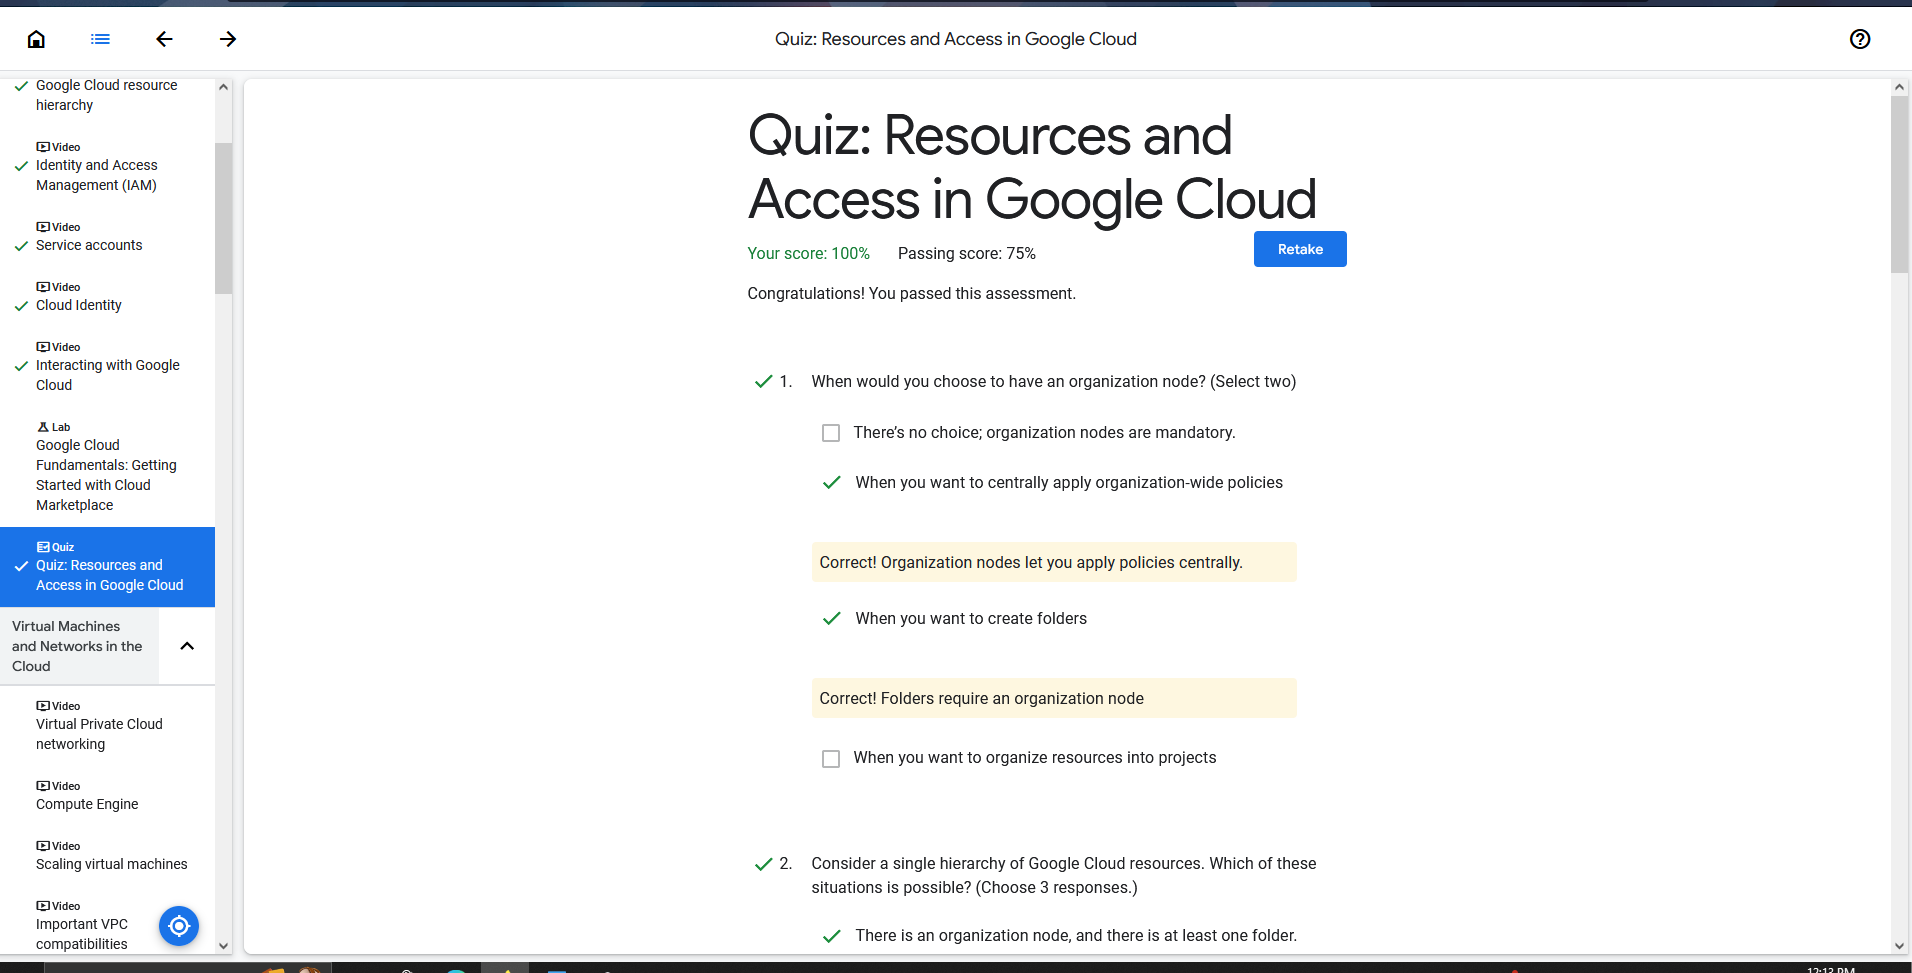 Quiz: Resources and Access in Google Cloud
Google Cloud resource
hierarchy
Video
Identity and Access
Management (IAM)
Video
Service accounts
Video
Cloud Identity
Video
Interacting with Google
Cloud
Lab
Google Cloud
Fundamentals: Getting
Started with Cloud
Marketplace
Quiz
Quiz: Resources and
Access in Google Cloud
Virtual Machines
and Networks in the
Cloud
Video
Virtual Private Cloud
networking
Video
Compute Engine
Video
Scaling virtual machines
Video
Important VPC
compatibilities
Quiz: Resources and
Access in Google Cloud
Your score: 100% Passing score: 75%
Retake
Congratulations! You passed this assessment.
1. When would you choose to have an organization node? (Select two)
There’s no choice; organization nodes are mandatory.
When you want to centrally apply organization-wide policies
Correct! Organization nodes let you apply policies centrally.
When you want to create folders
Correct! Folders require an organization node
When you want to organize resources into projects
2. Consider a single hierarchy of Google Cloud resources. Which of these
situations is possible? (Choose 3 responses.)
There is an organization node, and there is at least one folder.
12:13 PM